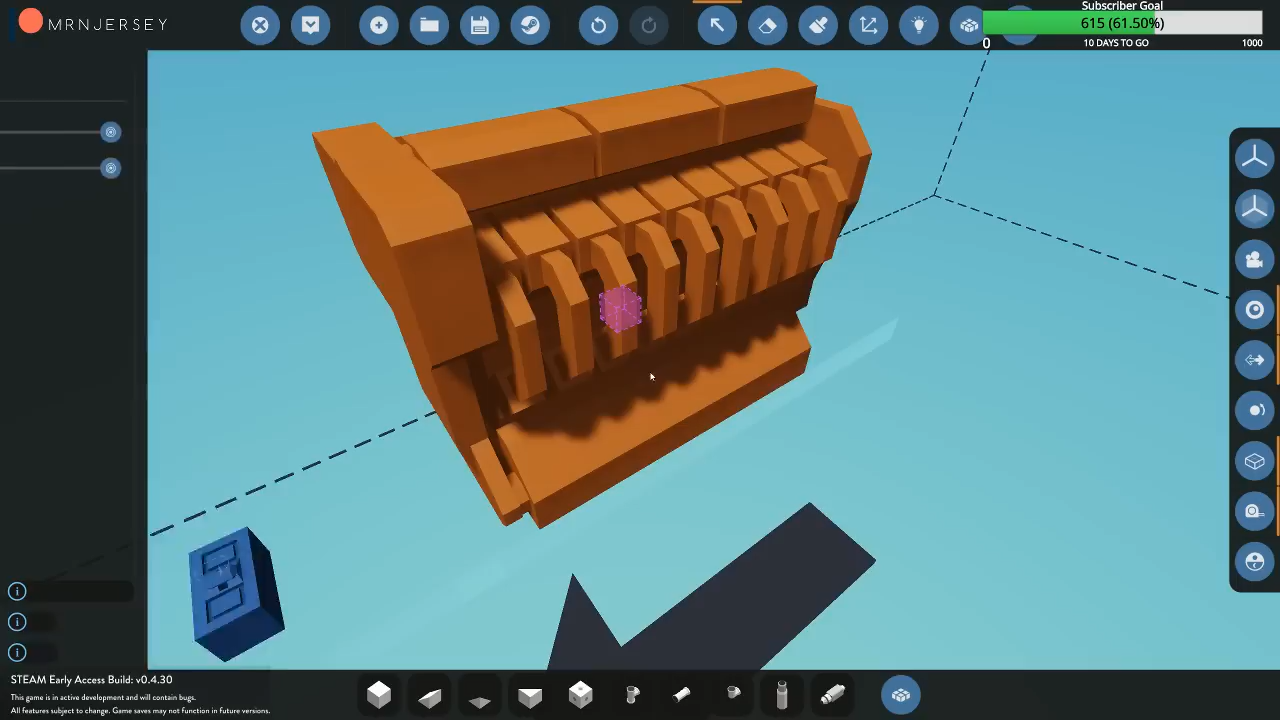 MRNJERSEY
Subscriber Goal
615 (61.50%)
0
10 DAYS TO GO
1000
STEAM Early Access Build: v0.4.30
This game is in active development and will contain bugs.
All features subject to change. Game saves may not function in future versions.